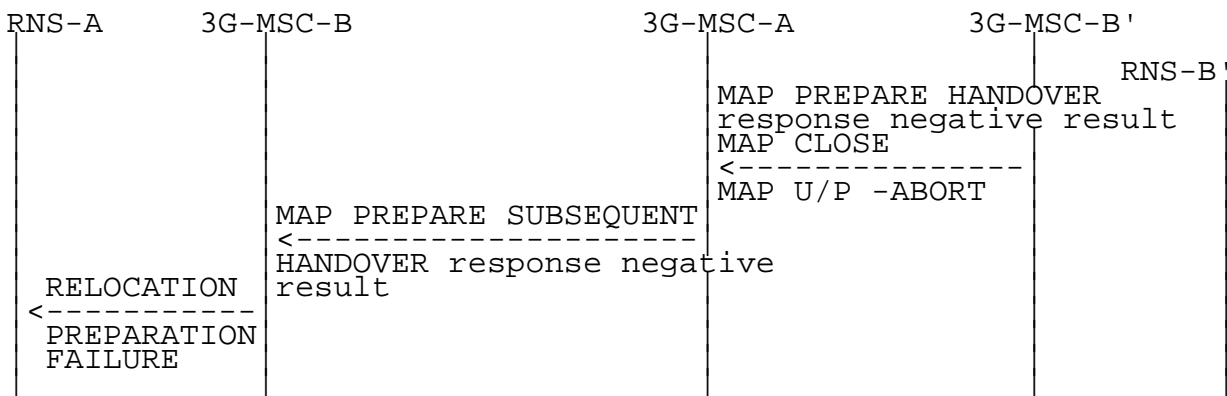 RNS-A 3G-MSC-B 3G-MSC-A 3G-MSC-B'
RNS-B'
MAP PREPARE HANDOVER
response negative result
MAP CLOSE
<---------------
MAP U/P -ABORT
MAP PREPARE SUBSEQUENT
<---------------------
HANDOVER response negative
result
RELOCATION
<-----------
PREPARATION
FAILURE